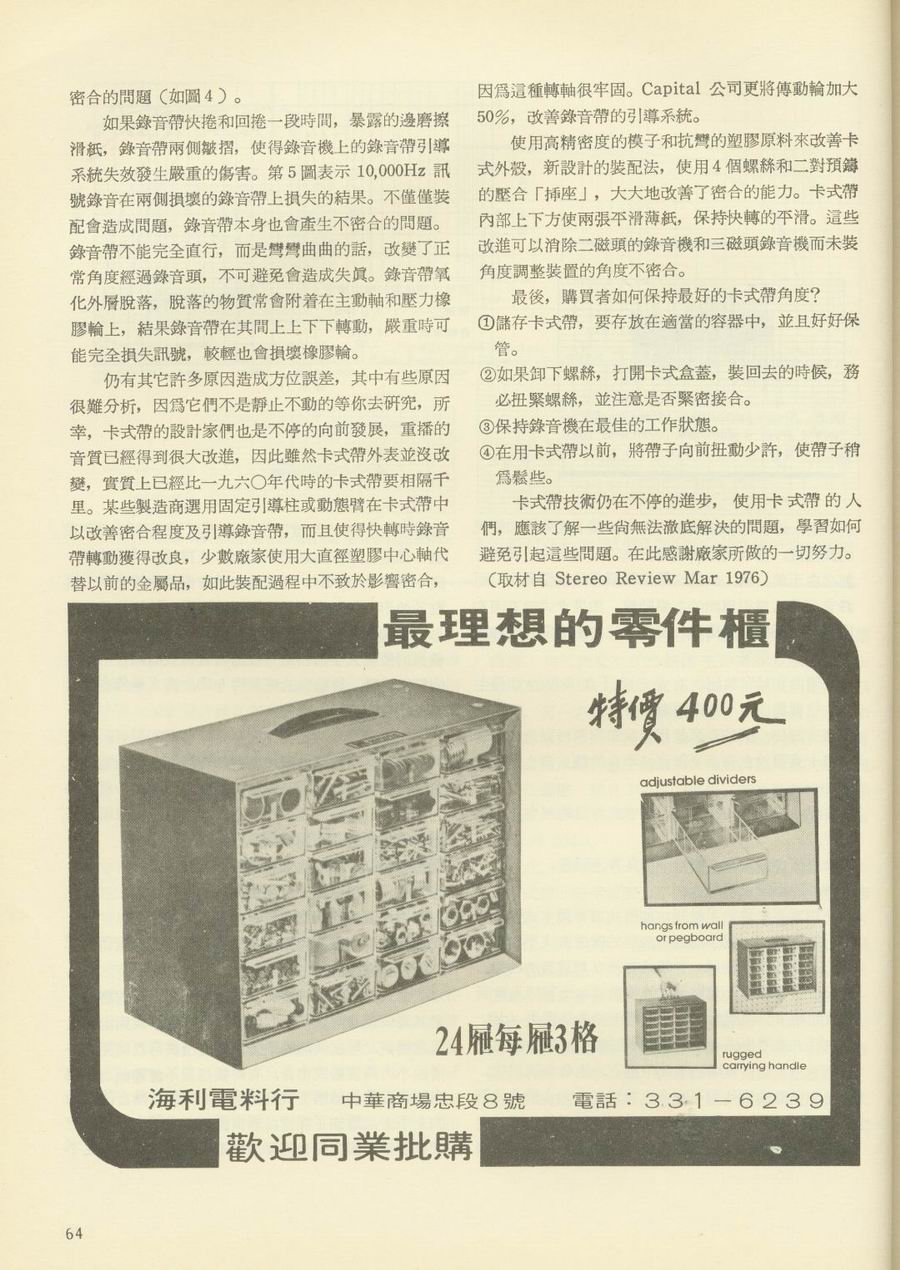 密合的問題（如圖4）。
如果錄音帶快捲和回捲一段時間，暴露的邊磨擦
滑紙，錄音帶兩側皺摺，使得錄音機上的錄音帶引導
系統失效發生嚴重的傷害。第5圖表示 10,000Hz 訊
號錄音在兩側損壞的錄音帶上損失的結果。不僅僅裝
配會造成問題，錄音帶本身也會產生不密合的問題。
錄音帶不能完全直行，而是彎彎曲曲的話，改變了正
常角度經過錄音頭，不可避免會造成失眞。錄音帶氧
化外層脫落，脫落的物質常會附着在主動軸和壓力橡
膠輪上，結果錄音帶在其間上上下下轉動，嚴重時可
能完全損失訊號，較輕也會損壞橡膠輪。
仍有其它許多原因造成方位誤差，其中有些原因
很難分析，因爲它們不是靜止不動的等你去硏究，所
幸，卡式帶的設計家們也是不停的向前發展，重播的
音質已經得到很大改進，因此雖然卡式帶外表並沒改
變，實質上已經比一九六〇年代時的卡式帶要相隔千
里。某些製造商選用固定引導柱或動態臂在卡式帶中
以改善密合程度及引導錄音帶，而且使得快轉時錄音
帶轉動獲得改良，少數廠家使用大直徑塑膠中心軸代
替以前的金屬品，如此裝配過程中不致於影響密合，
因爲這種轉軸很牢固。Capital 公司更將傳動輪加大
50%，改善錄音帶的引導系統。
使用高精密度的模子和抗彎的塑膠原料來改善卡
式外殼，新設計的裝配法，使用4個螺絲和二對預鑄
的壓合「揷座」，大大地改善了密合的能力。卡式帶
內部上下方使兩張平滑薄紙，保持快轉的平滑。這些
改進可以消除二磁頭的錄音機和三磁頭錄音機而未裝
角度調整裝置的角度不密合。
最後，購買者如何保持最好的卡式帶角度？
①儲存卡式帶，要存放在適當的容器中，並且好好保
管。
②如果卸下螺絲，打開卡式盒蓋，裝回去的時候，務
必扭緊螺絲，並注意是否緊密接合。
③保持錄音機在最佳的工作狀態。
④在用卡式帶以前，將帶子向前扭動少許，使帶子稍
爲鬆些。
卡式帶技術仍在不停的進步，使用卡式帶的人
們，應該了解一些尙無法澈底解決的問題，學習如何
避免引起這些問題。在此感謝廠家所做的一切努力。
（取材自 Stereo Review Mar 1976）
最理想的零件櫃
特價 400元
adjustable dividers
hangs from wall
or pegboard
rugged
carrying handle
24屜每屜3格
海利電料行 中華商場忠段8號 電話：331－6239
歡迎同業批購
64